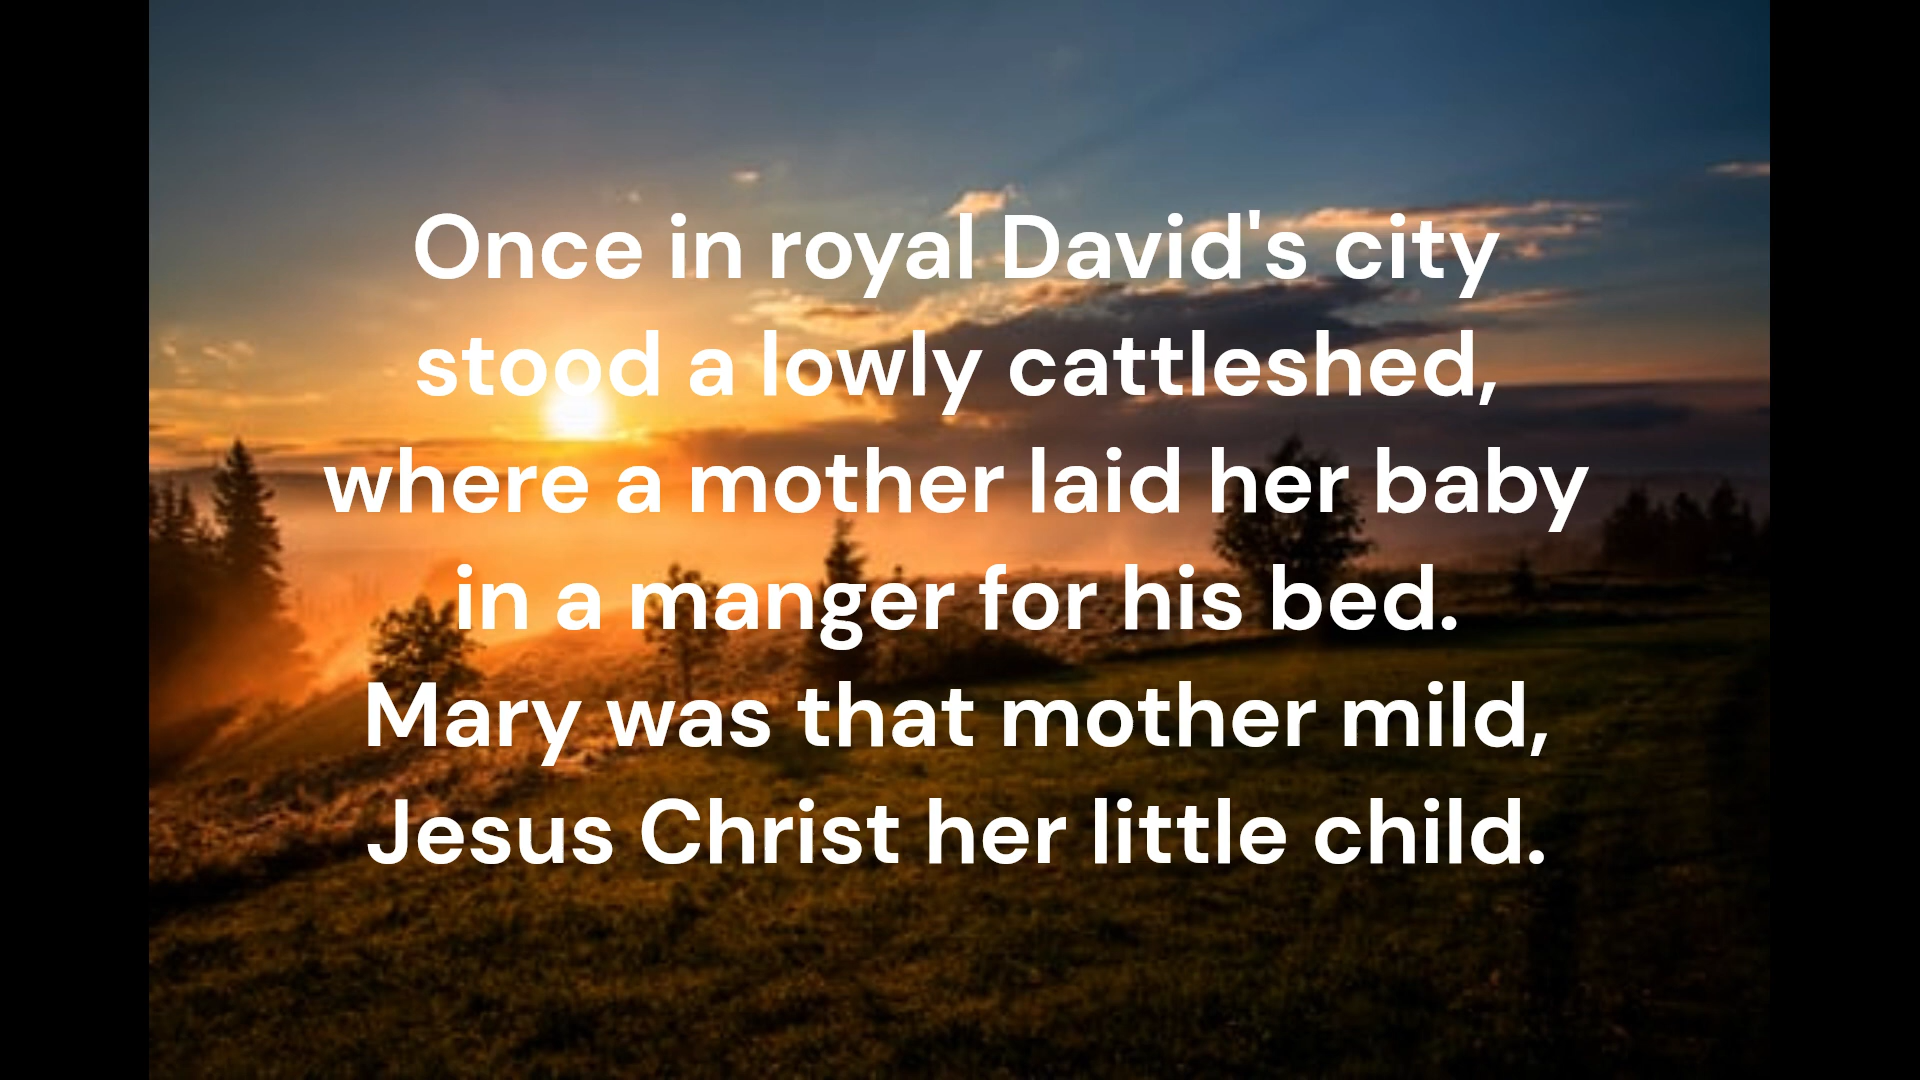 Once in royal David's city
stood a lowly cattleshed,
where a mother laid her baby
in a manger for his bed.
Mary was that mother mild,
Jesus Christ her little child.